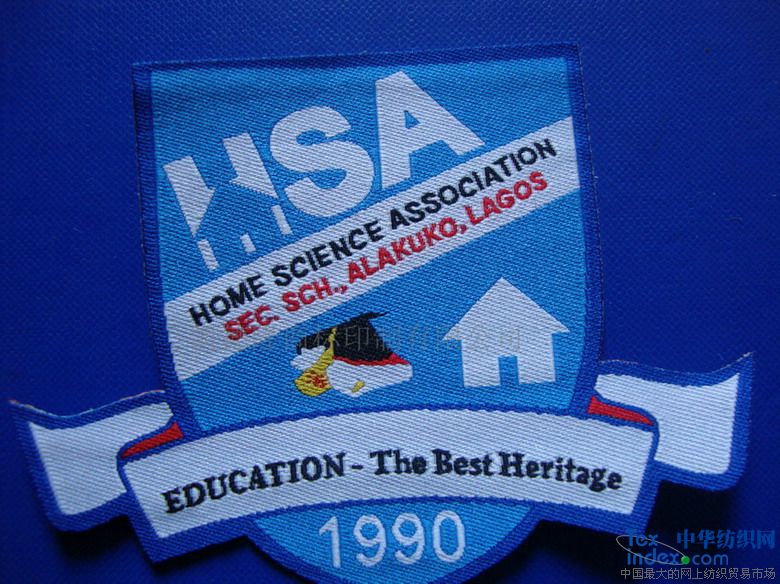 HSA
HOME SCIENCE ASSOCIATION
SEC. SCH., ALAKUKO, LAGOS
EDUCATION - The Best Heritage
1990
Tex 中华纺织网
index.com
中国最大的网上纺织贸易市场